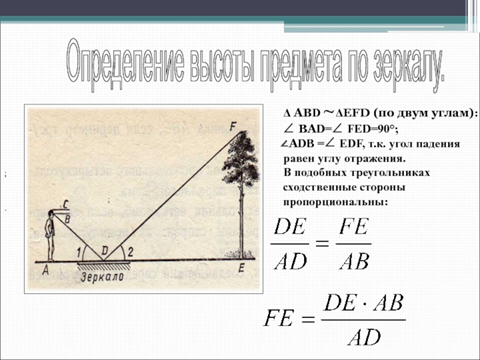 Определение высоты предмета по зеркалу.
Δ ABD ~ ΔEFD (по двум углам):
∠ BAD=∠ FED=90°;
∠ADB =∠ EDF, т.к. угол падения
равен углу отражения.
В подобных треугольниках
сходственные стороны
пропорциональны:
DE/AD = FE/AB
FE = DE · AB/AD
F
C
B
1 D 2
A E
Зеркало